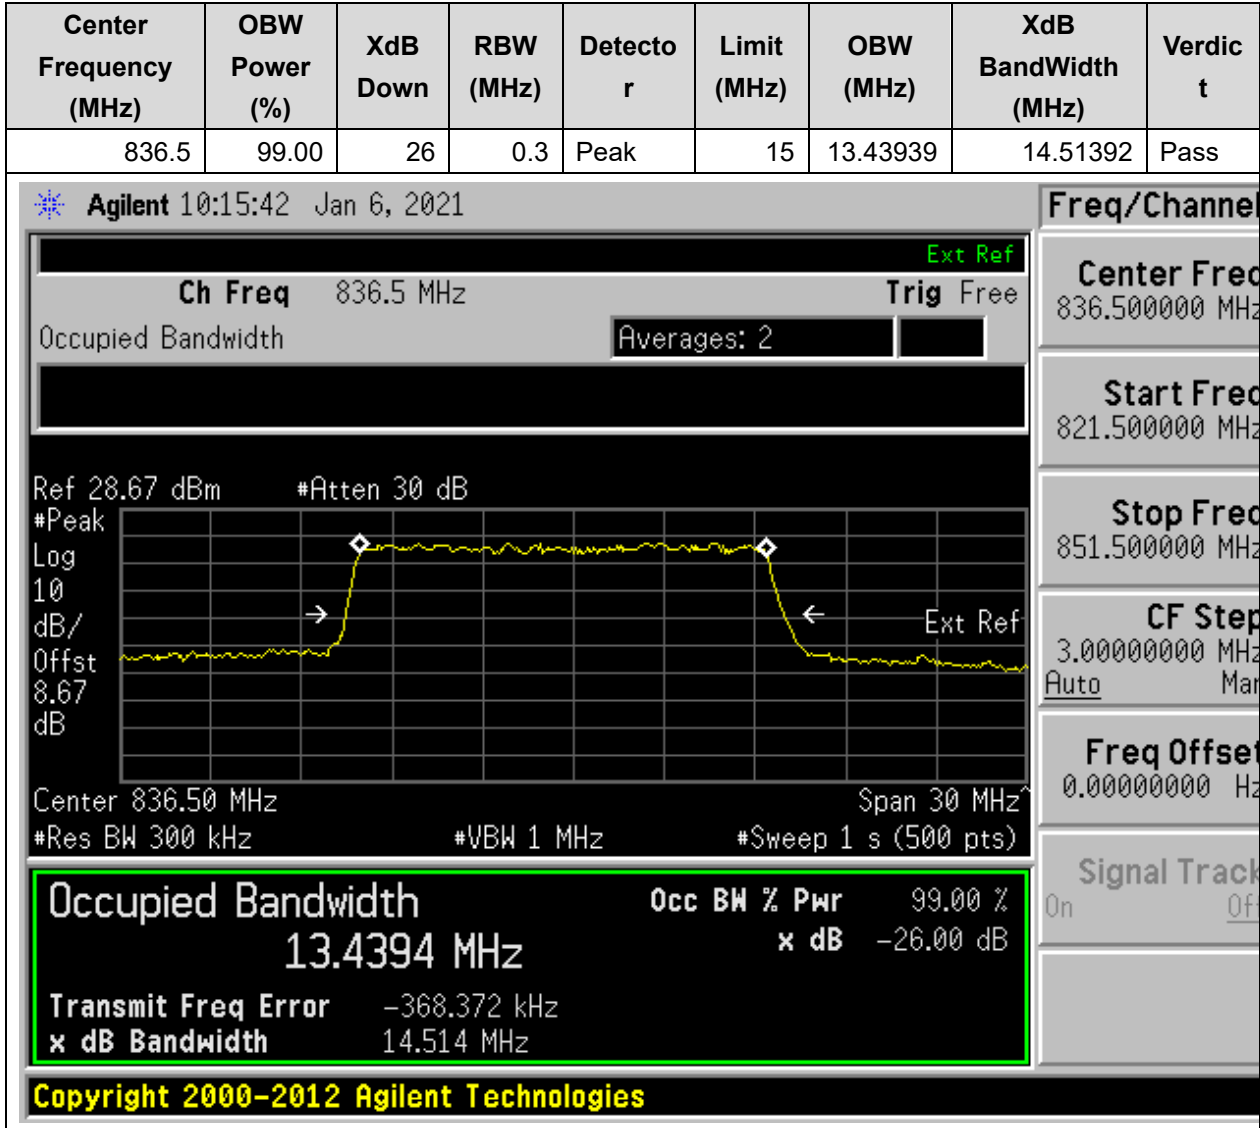 Center Frequency (MHz) OBW Power (%) XdB Down RBW (MHz) Detector Limit (MHz) OBW (MHz) XdB BandWidth (MHz) Verdict
836.5 99.00 26 0.3 Peak 15 13.43939 14.51392 Pass
Agilent 10:15:42 Jan 6, 2021
Freq/Channel
Ext Ref
Ch Freq 836.5 MHz Trig Free
Occupied Bandwidth Averages: 2
Center Freq
836.500000 MHz
Start Freq
821.500000 MHz
Stop Freq
851.500000 MHz
CF Step
3.00000000 MHz
Auto Man
Freq Offset
0.00000000 Hz
Signal Track
On Off
Ref 28.67 dBm #Atten 30 dB
#Peak
Log
10
dB/
Offst
8.67
dB
Ext Ref
Center 836.50 MHz Span 30 MHz^
#Res BW 300 kHz #VBW 1 MHz #Sweep 1 s (500 pts)
Occupied Bandwidth Occ BW % Pwr 99.00 %
13.4394 MHz x dB -26.00 dB
Transmit Freq Error -368.372 kHz
x dB Bandwidth 14.514 MHz
Copyright 2000-2012 Agilent Technologies